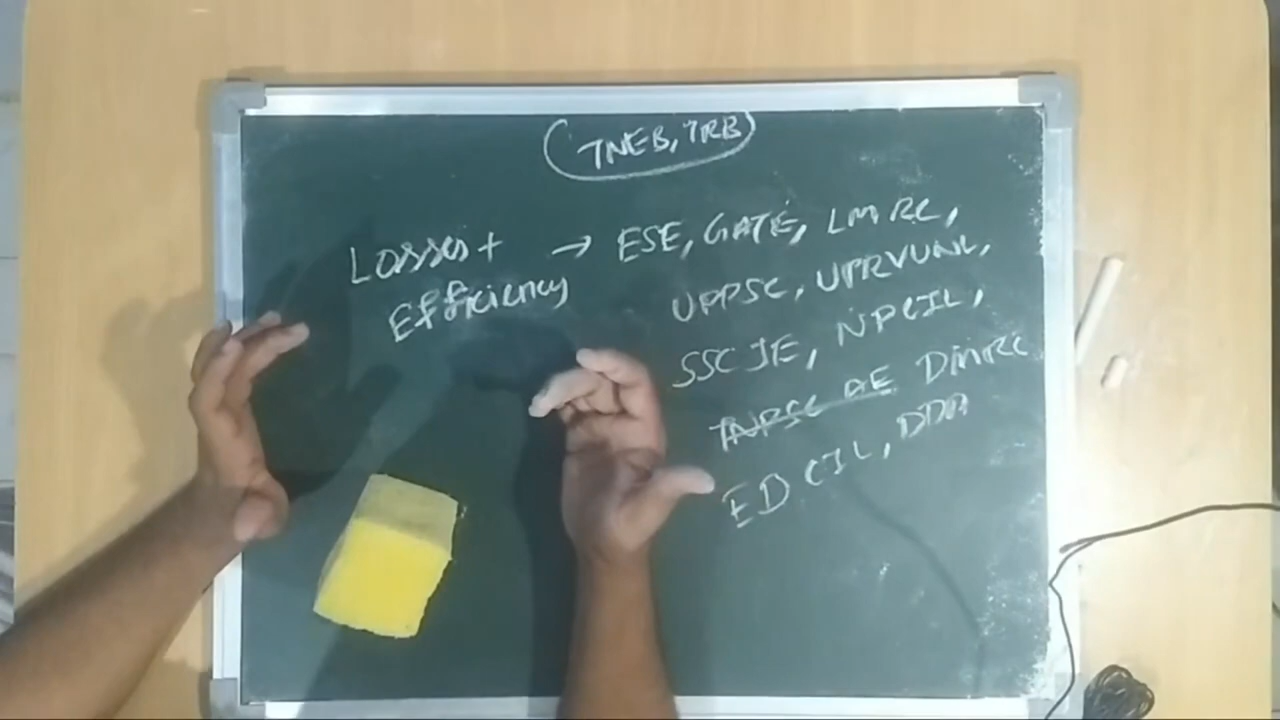 (TNEB, TRB)
Losses + → ESE, GATE, LMRC,
Efficiency UPPSC, UPRVUNL,
SSC JE, NPCIL,
TNPSC AE DMRC
EDCIL, DDA